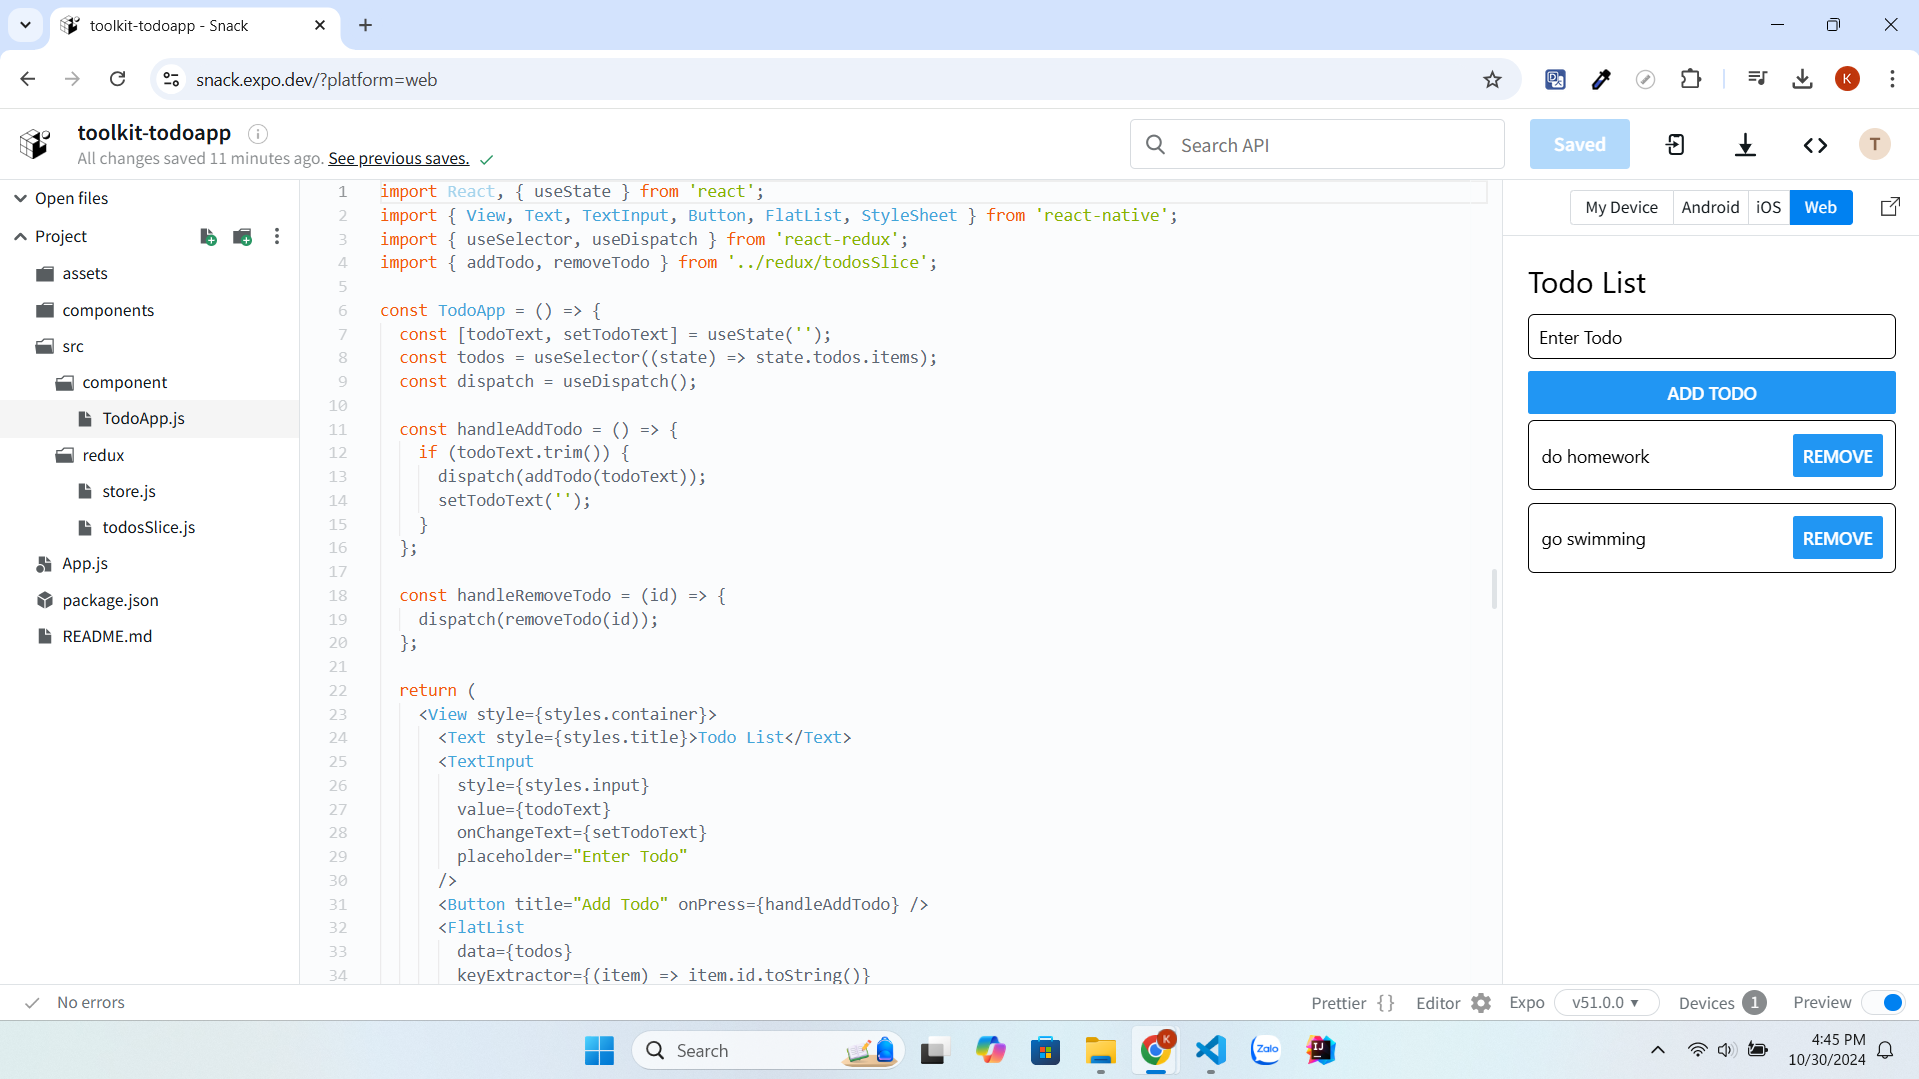 toolkit-todoapp - Snack
snack.expo.dev/?platform=web
K
toolkit-todoapp
All changes saved 11 minutes ago. See previous saves.
Search API
Saved
T
Open files
Project
assets
components
src
component
TodoApp.js
redux
store.js
todosSlice.js
App.js
package.json
README.md
1 import React, { useState } from 'react';
2 import { View, Text, TextInput, Button, FlatList, StyleSheet } from 'react-native';
3 import { useSelector, useDispatch } from 'react-redux';
4 import { addTodo, removeTodo } from '../redux/todosSlice';
5
6 const TodoApp = () => {
7 const [todoText, setTodoText] = useState('');
8 const todos = useSelector((state) => state.todos.items);
9 const dispatch = useDispatch();
10
11 const handleAddTodo = () => {
12 if (todoText.trim()) {
13 dispatch(addTodo(todoText));
14 setTodoText('');
15 }
16 };
17
18 const handleRemoveTodo = (id) => {
19 dispatch(removeTodo(id));
20 };
21
22 return (
23 <View style={styles.container}>
24 <Text style={styles.title}>Todo List</Text>
25 <TextInput
26 style={styles.input}
27 value={todoText}
28 onChangeText={setTodoText}
29 placeholder="Enter Todo"
30 />
31 <Button title="Add Todo" onPress={handleAddTodo} />
32 <FlatList
33 data={todos}
34 keyExtractor={(item) => item.id.toString()}
My Device
Android
iOS
Web
Todo List
Enter Todo
ADD TODO
do homework
REMOVE
go swimming
REMOVE
No errors
Prettier { }
Editor
Expo
v51.0.0
Devices 1
Preview
Search
K
Zalo
IJ
4:45 PM
10/30/2024